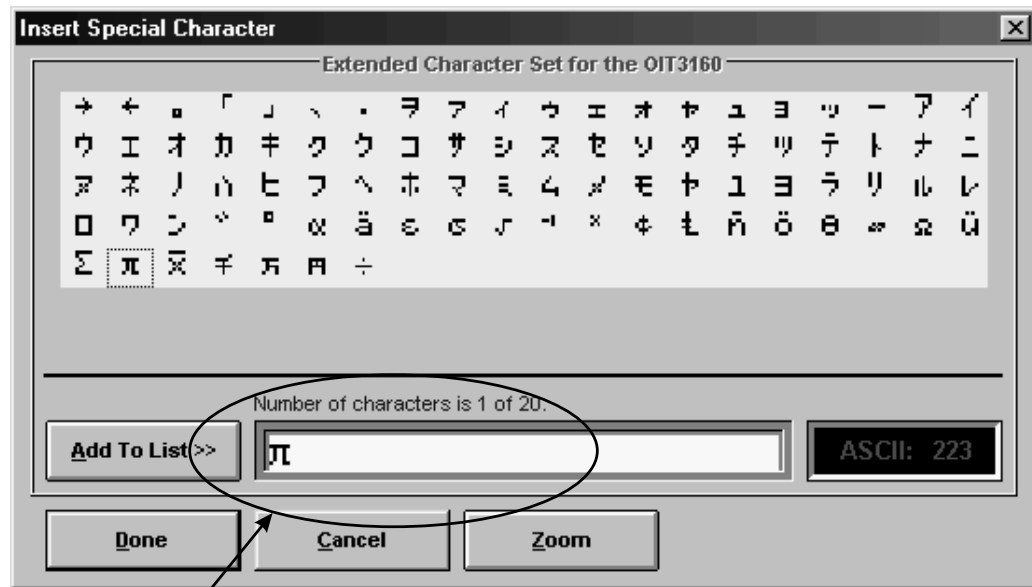 Insert Special Character
Extended Character Set for the OIT3160
→ ← 。 「 」 、 ・ ヲ ァ ィ ゥ ェ ォ ャ ュ ョ ッ ー ア イ
ウ エ オ カ キ ク ケ コ サ シ ス セ ソ タ チ ツ テ ト ナ ニ
ヌ ネ ノ ハ ヒ フ ヘ ホ マ ミ ム メ モ ヤ ユ ヨ ラ リ ル レ
ロ ワ ン ゙ ゚ α ä ε σ √ ⁻¹ ˣ ¢ ñ ö θ ∞ Ω ü
Σ π x̄ 千 万 円 ÷
Number of characters is 1 of 20.
Add To List >>
π
ASCII: 223
Done
Cancel
Zoom